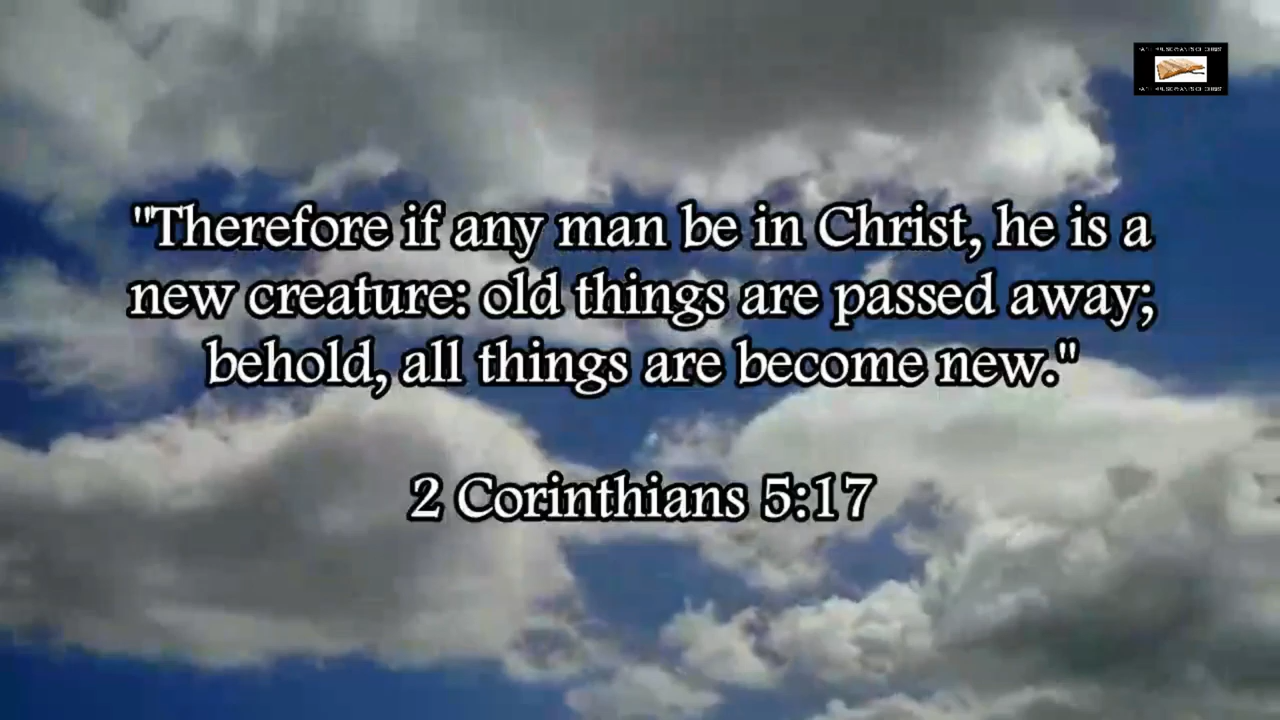 "Therefore if any man be in Christ, he is a
new creature: old things are passed away;
behold, all things are become new."
2 Corinthians 5:17